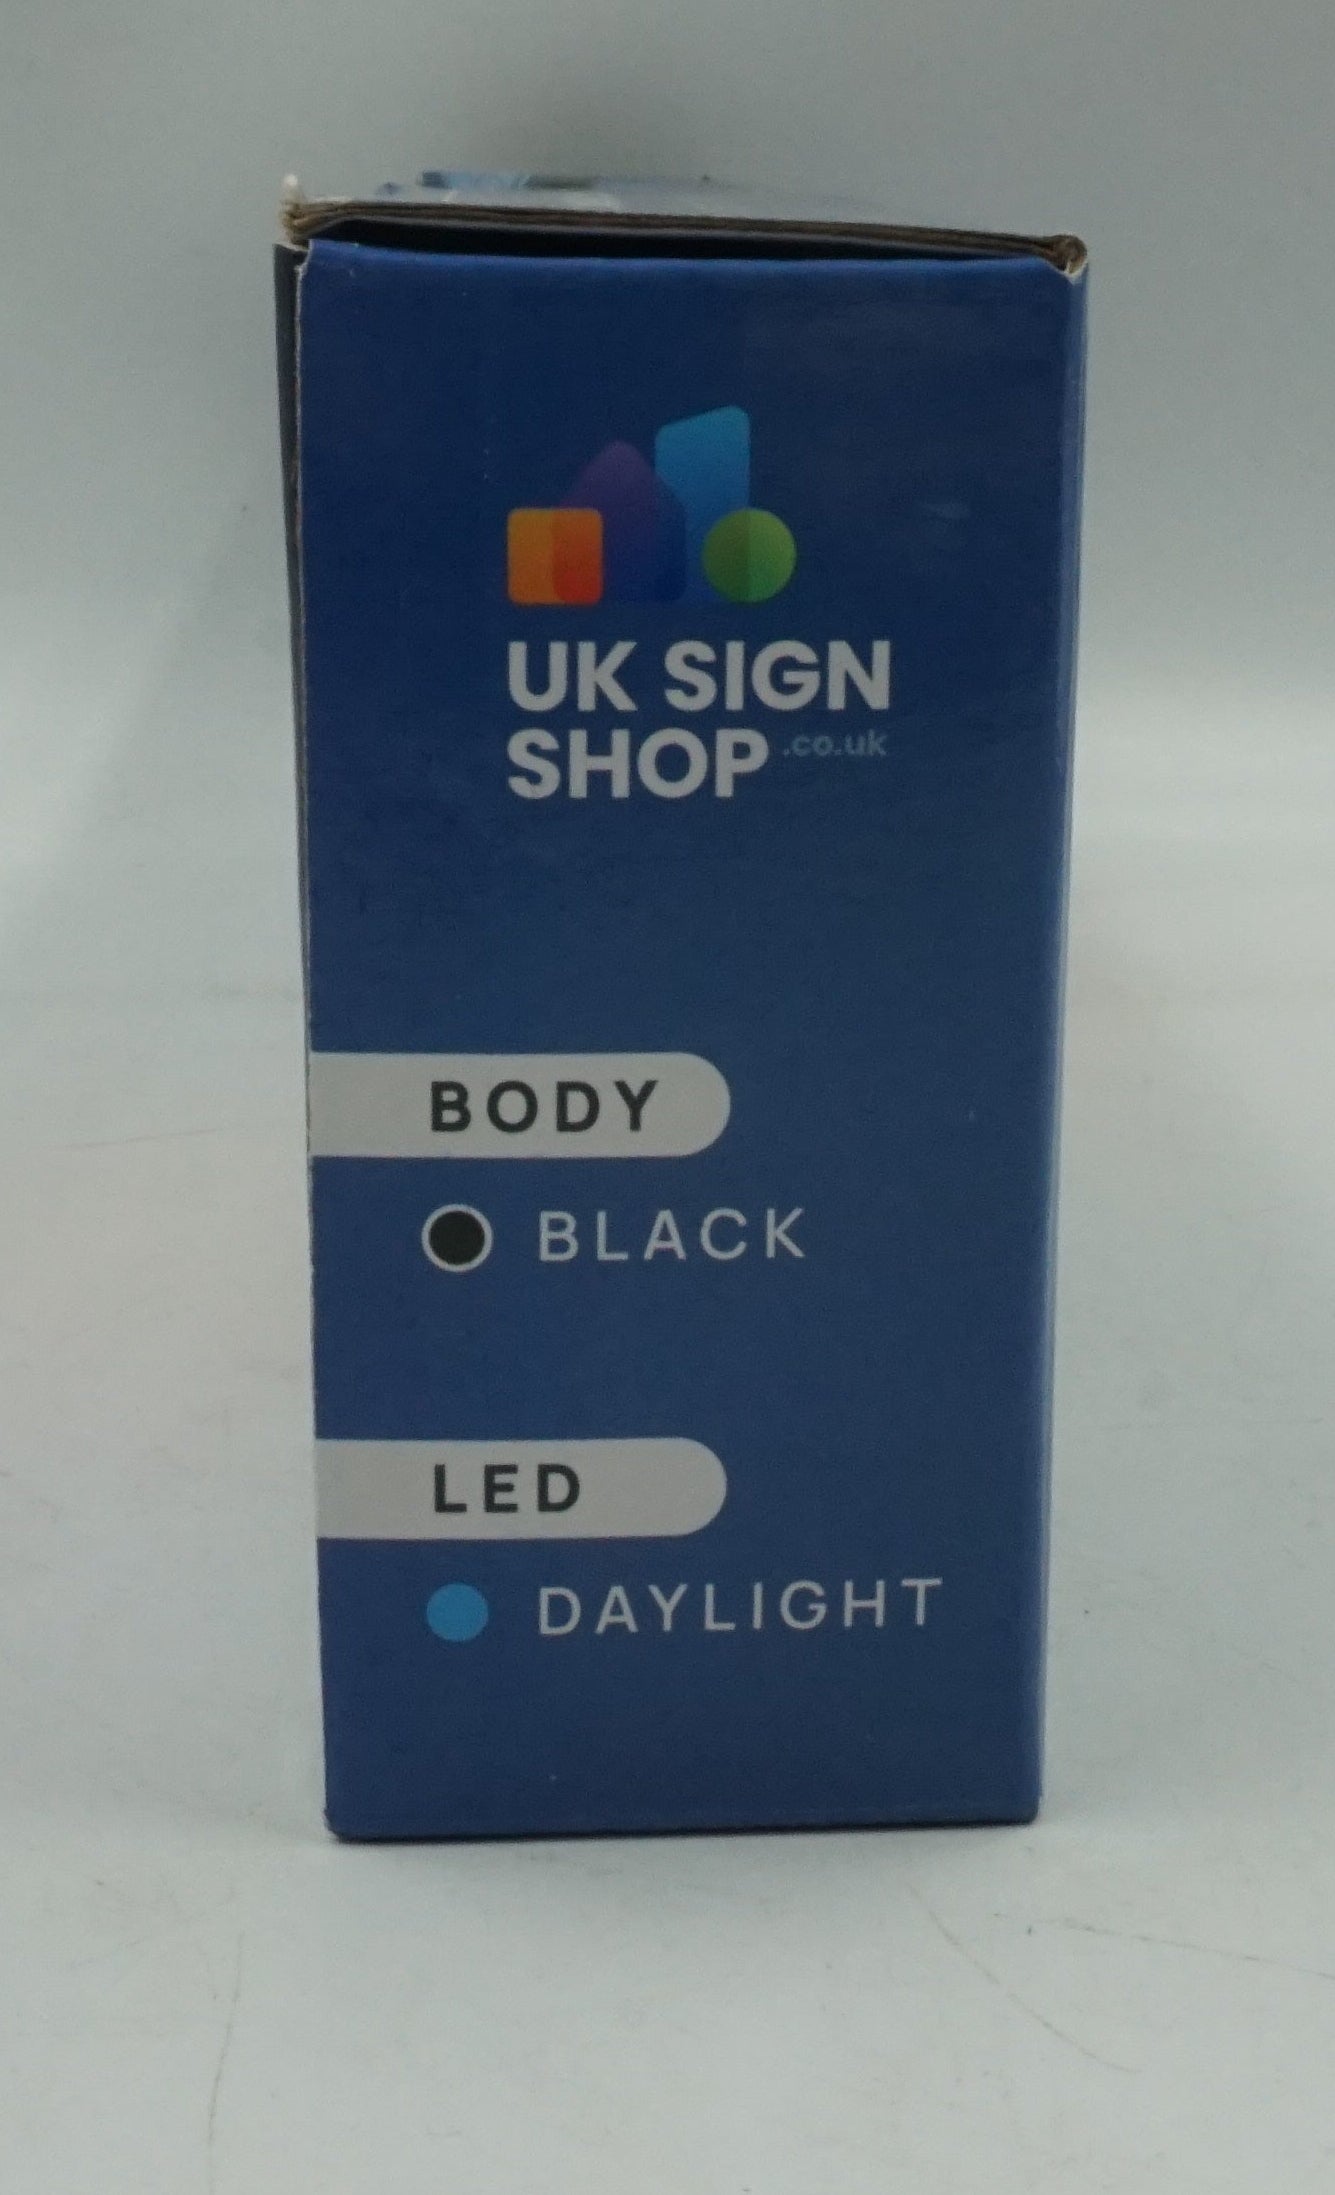 UK SIGN
SHOP .co.uk
BODY
BLACK
LED
DAYLIGHT